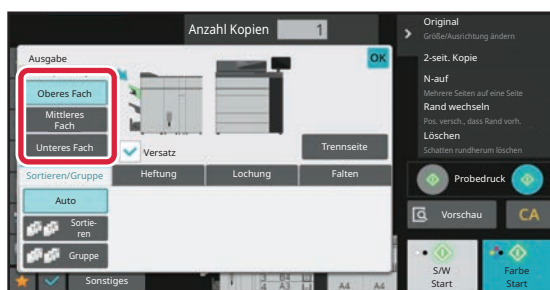 Anzahl Kopien 1
Ausgabe
OK
Oberes Fach
Mittleres
Fach
Unteres Fach
Versatz
Trennseite
Sortieren/Gruppe
Heftung
Lochung
Falten
Auto
Sortie-
ren
Gruppe
Sonstiges
A4 A4
Original
Größe/Ausrichtung ändern
2-seit. Kopie
N-auf
Mehrere Seiten auf eine Seite
Rand wechseln
Pos. versch., dass Rand vorh.
Löschen
Schatten rundherum löschen
Probedruck
Vorschau
CA
S/W
Start
Farbe
Start